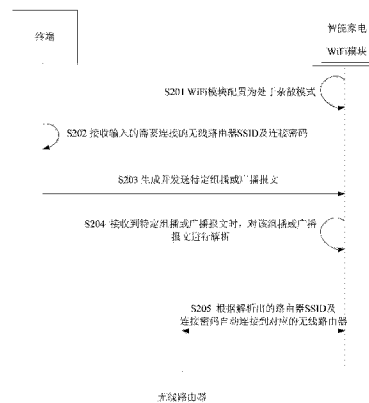 终端
智能家电
WiFi模块
S201 WiFi模块配置为处于杂散模式
S202 接收输入的需要连接的无线路由器SSID及连接密码
S203 生成并发送特定组播或广播报文
S204 接收到特定组播或广播报文时，对该组播或广播
报文进行解析
S205 根据解析出的路由器SSID及
连接密码自动连接到对应的无线路由器
无线路由器